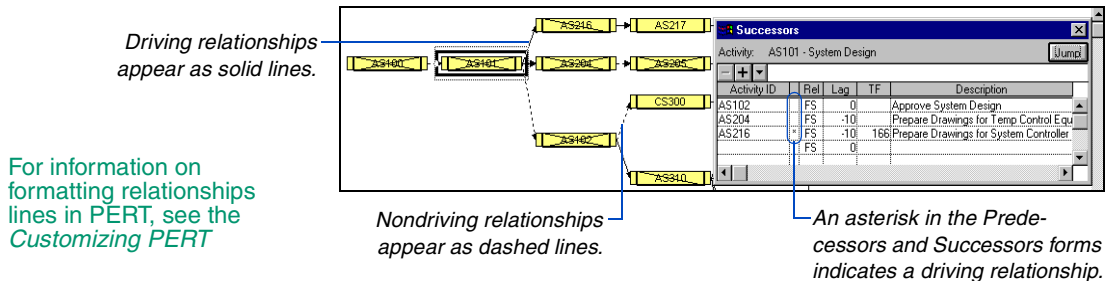 Driving relationships
appear as solid lines.
AS216
AS217
AS100
AS101
AS204
AS205
CS300
AS102
AS310
Successors
Activity: AS101 - System Design
Jump
Activity ID Rel Lag TF Description
AS102 FS 0 Approve System Design
AS204 FS -10 Prepare Drawings for Temp Control Equ
AS216 * FS -10 166 Prepare Drawings for System Controller
FS 0
For information on
formatting relationships
lines in PERT, see the
Customizing PERT
Nondriving relationships
appear as dashed lines.
An asterisk in the Prede-
cessors and Successors forms
indicates a driving relationship.